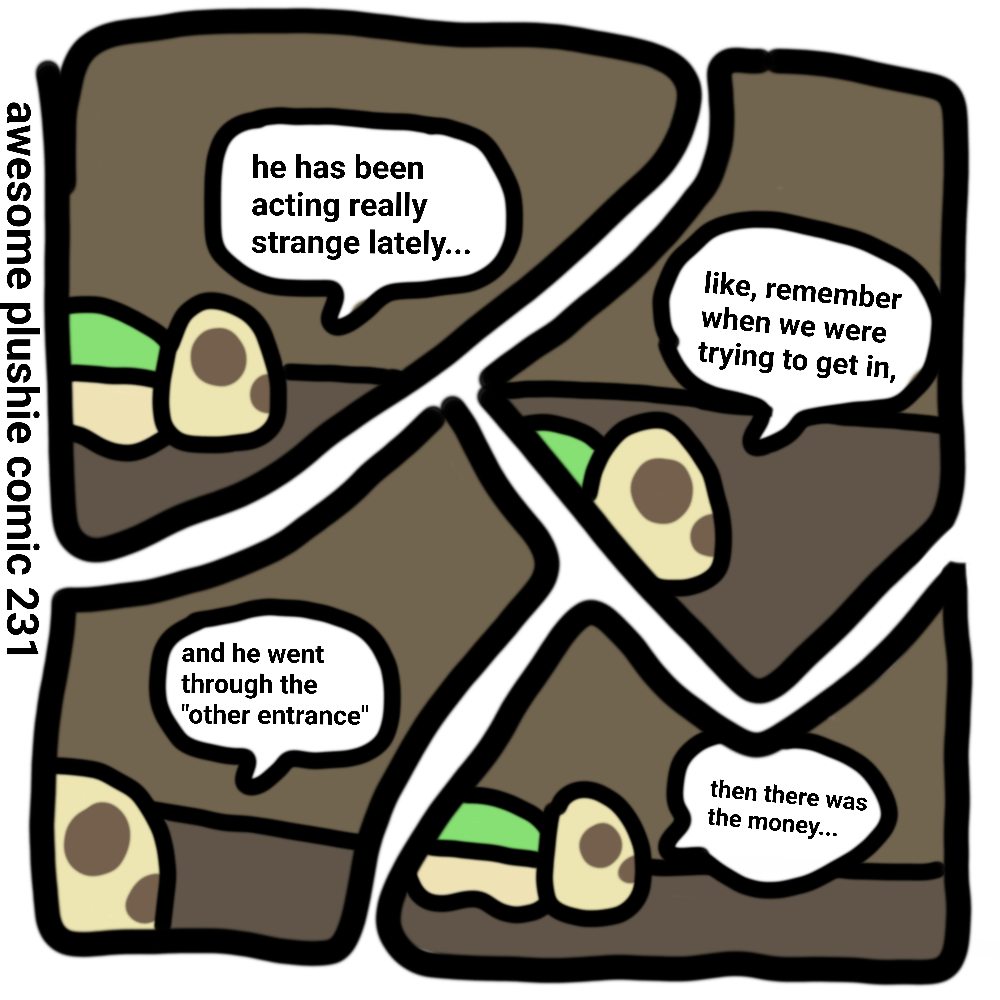 awesome plushie comic 231
he has been
acting really
strange lately...
like, remember
when we were
trying to get in,
and he went
through the
"other entrance"
then there was
the money...